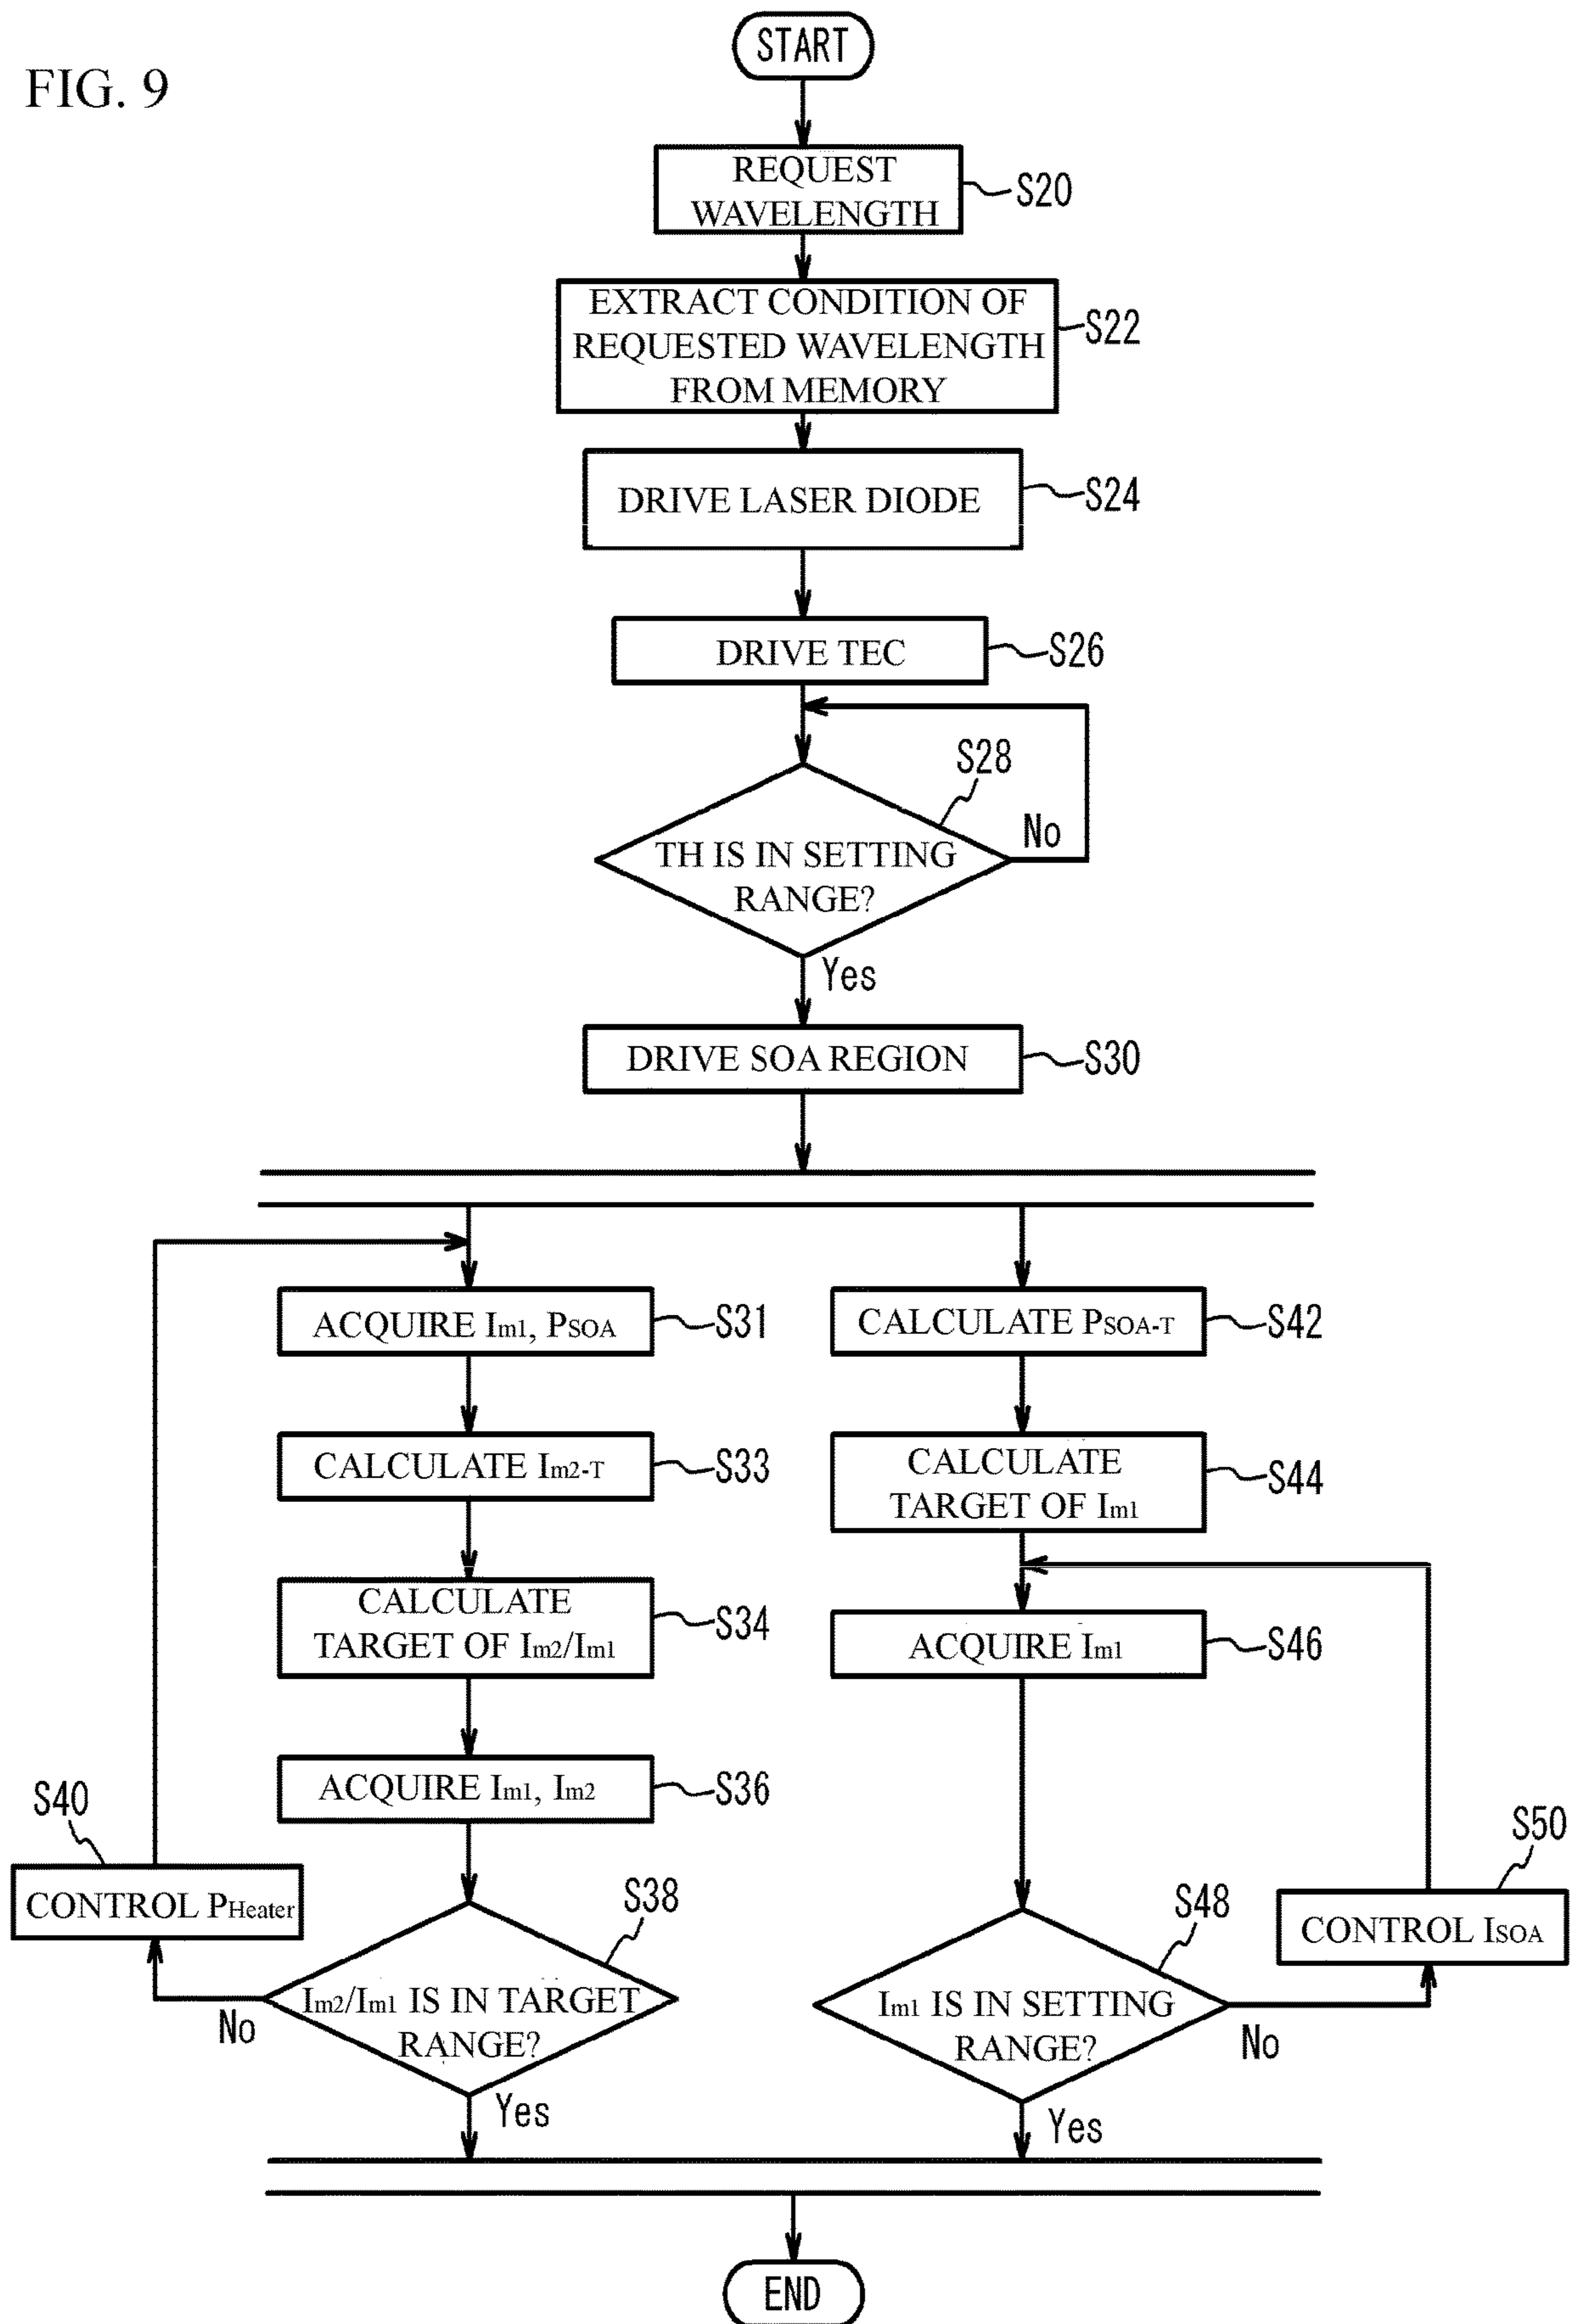 FIG. 9
START
REQUEST
WAVELENGTH
S20
EXTRACT CONDITION OF
REQUESTED WAVELENGTH
FROM MEMORY
S22
DRIVE LASER DIODE
S24
DRIVE TEC
S26
S28
No
TH IS IN SETTING
RANGE?
Yes
DRIVE SOA REGION
S30
ACQUIRE Im1, PSOA
S31
CALCULATE Im2-T
S33
CALCULATE
TARGET OF Im2/Im1
S34
ACQUIRE Im1, Im2
S36
S40
CONTROL PHeater
S38
Im2/Im1 IS IN TARGET
RANGE?
No
Yes
CALCULATE PSOA-T
S42
CALCULATE
TARGET OF Im1
S44
ACQUIRE Im1
S46
S48
Im1 IS IN SETTING
RANGE?
No
Yes
S50
CONTROL ISOA
END